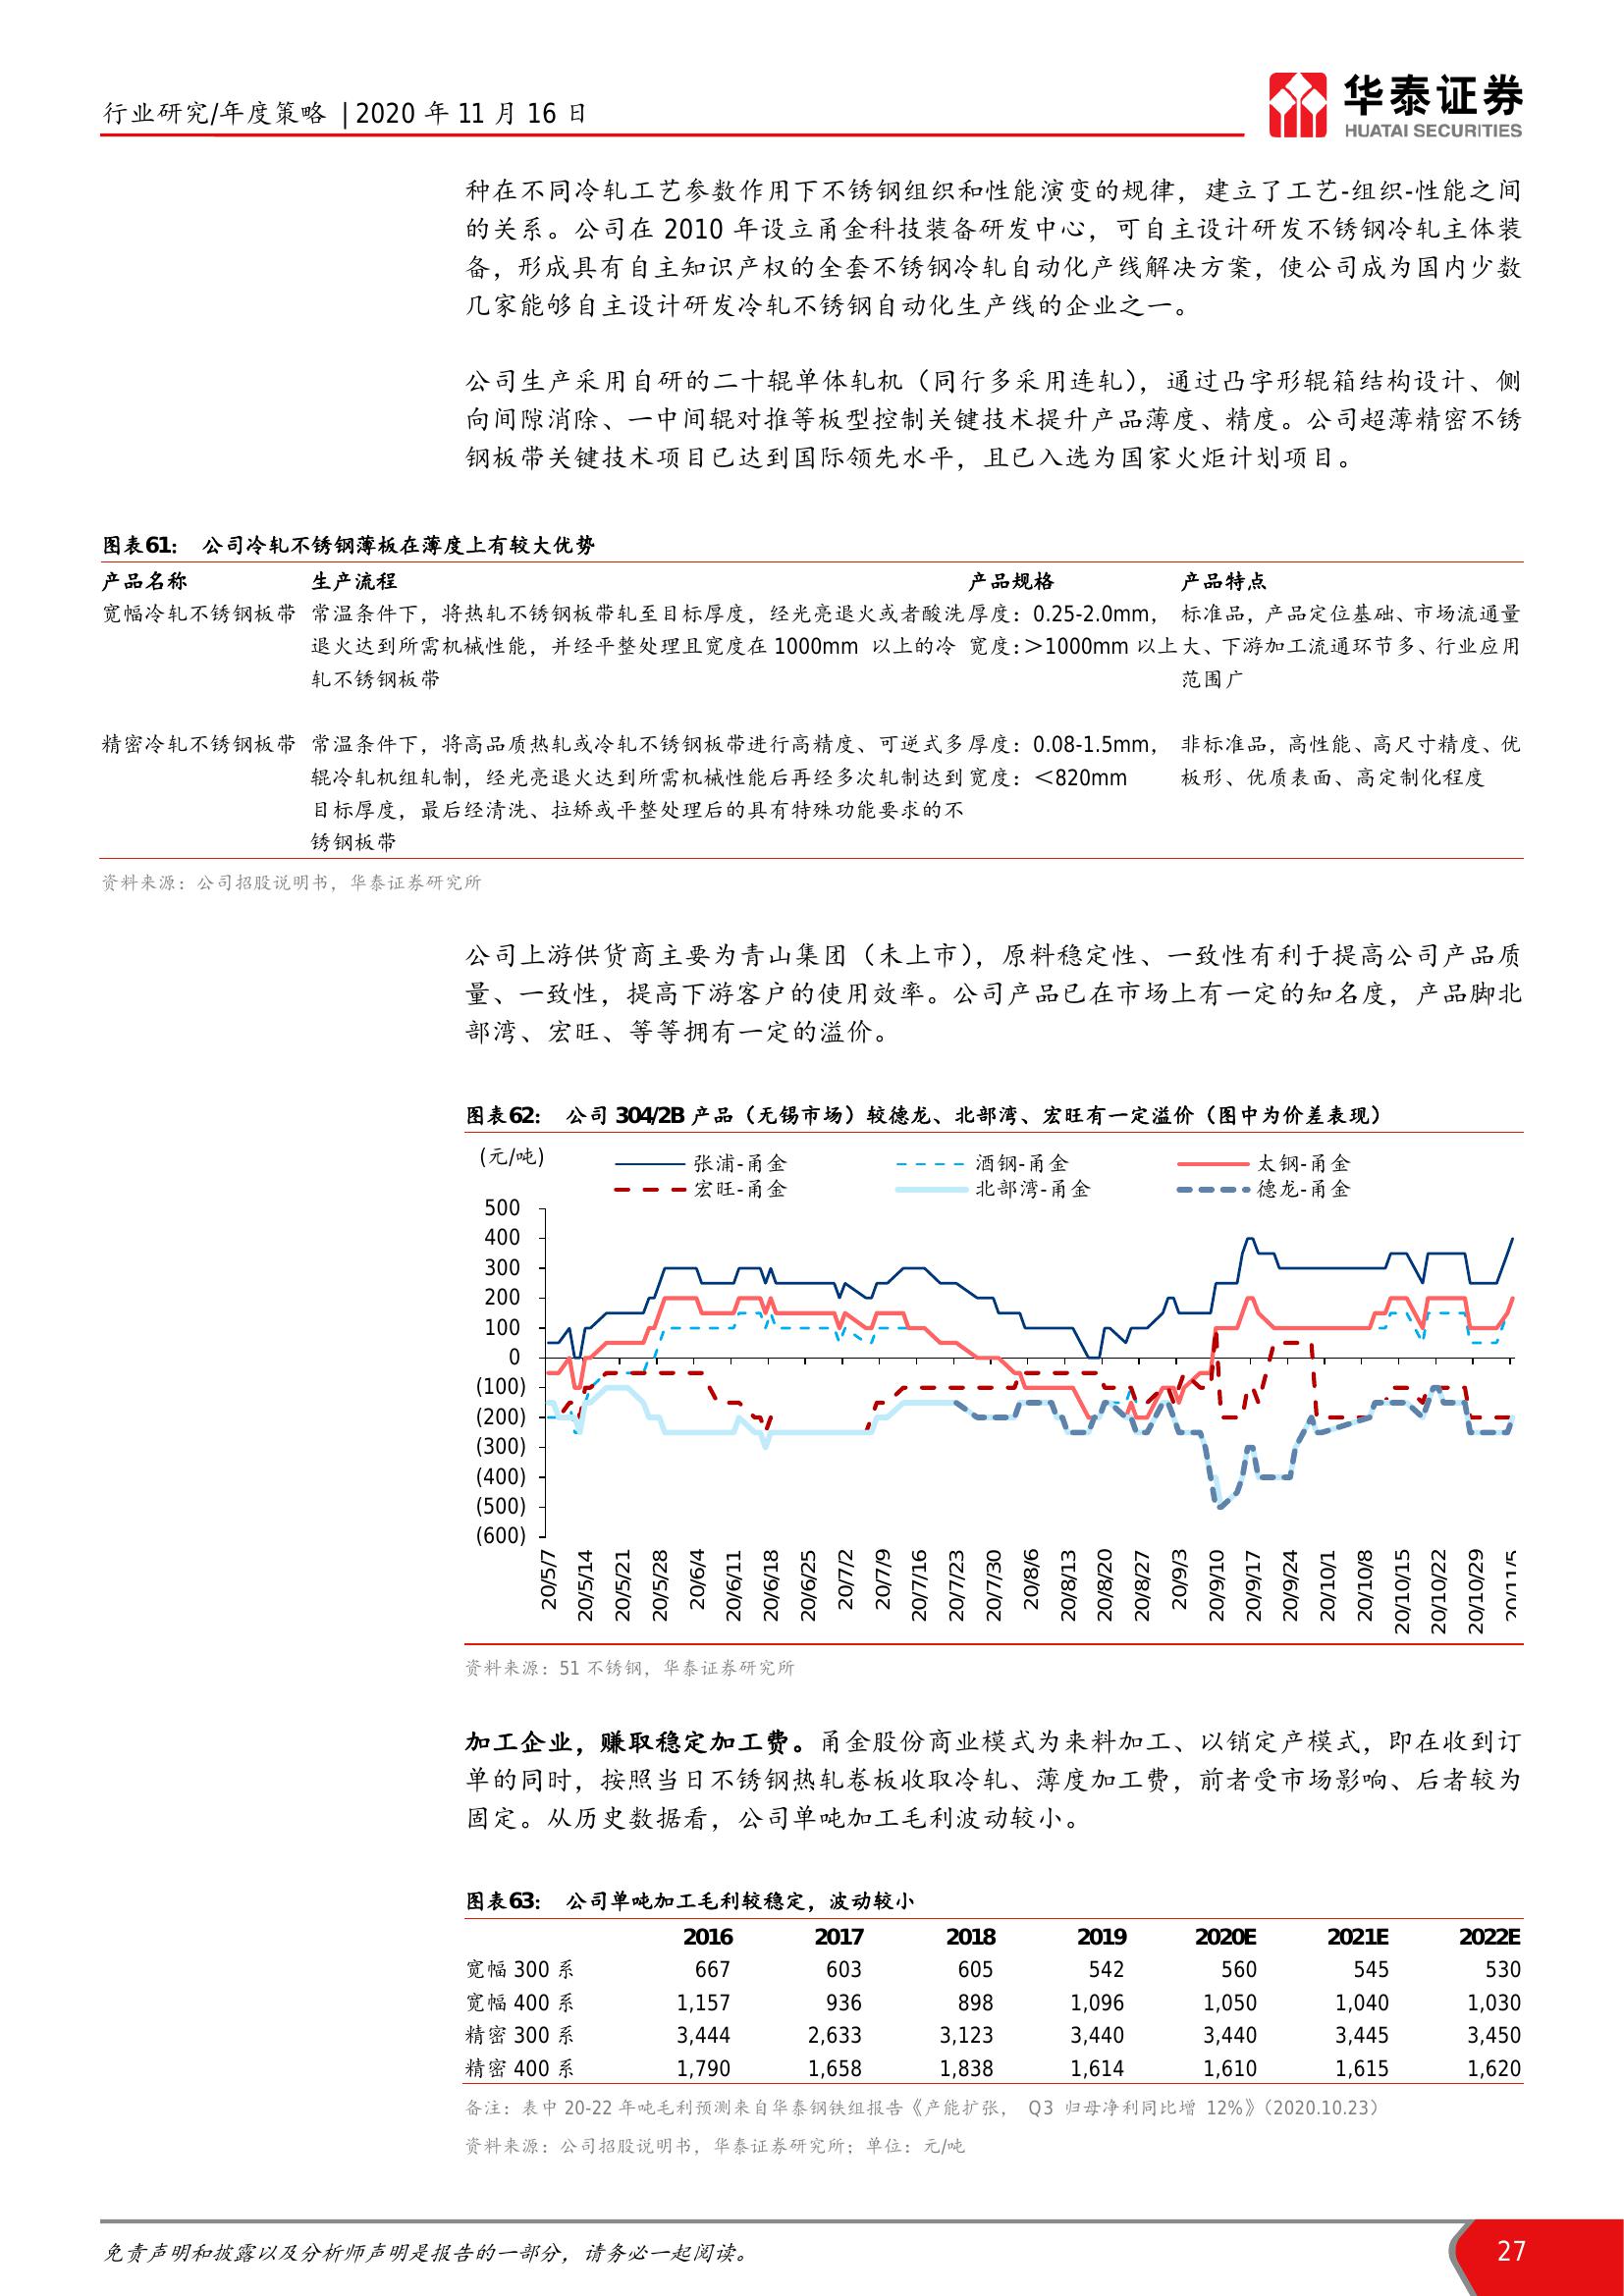 行业研究/年度策略 | 2020 年 11 月 16 日
华泰证券
HUATAI SECURITIES
种在不同冷轧工艺参数作用下不锈钢组织和性能演变的规律，建立了工艺-组织-性能之间
的关系。公司在 2010 年设立甬金科技装备研发中心，可自主设计研发不锈钢冷轧主体装
备，形成具有自主知识产权的全套不锈钢冷轧自动化产线解决方案，使公司成为国内少数
几家能够自主设计研发冷轧不锈钢自动化生产线的企业之一。
公司生产采用自研的二十辊单体轧机（同行多采用连轧），通过凸字形辊箱结构设计、侧
向间隙消除、一中间辊对推等板型控制关键技术提升产品薄度、精度。公司超薄精密不锈
钢板带关键技术项目已达到国际领先水平，且已入选为国家火炬计划项目。
图表61： 公司冷轧不锈钢薄板在薄度上有较大优势
产品名称 生产流程 产品规格 产品特点
宽幅冷轧不锈钢板带 常温条件下，将热轧不锈钢板带轧至目标厚度，经光亮退火或者酸洗 厚度：0.25-2.0mm， 标准品，产品定位基础、市场流通量
退火达到所需机械性能，并经平整处理且宽度在 1000mm 以上的冷 宽度：＞1000mm 以上 大、下游加工流通环节多、行业应用
轧不锈钢板带 范围广
精密冷轧不锈钢板带 常温条件下，将高品质热轧或冷轧不锈钢板带进行高精度、可逆式多 厚度：0.08-1.5mm， 非标准品，高性能、高尺寸精度、优
辊冷轧机组轧制，经光亮退火达到所需机械性能后再经多次轧制达到 宽度：＜820mm 板形、优质表面、高定制化程度
目标厚度，最后经清洗、拉矫或平整处理后的具有特殊功能要求的不
锈钢板带
资料来源：公司招股说明书，华泰证券研究所
公司上游供货商主要为青山集团（未上市），原料稳定性、一致性有利于提高公司产品质
量、一致性，提高下游客户的使用效率。公司产品已在市场上有一定的知名度，产品脚北
部湾、宏旺、等等拥有一定的溢价。
图表62： 公司 304/2B 产品（无锡市场）较德龙、北部湾、宏旺有一定溢价（图中为价差表现）
(元/吨)
张浦-甬金 酒钢-甬金 太钢-甬金
宏旺-甬金 北部湾-甬金 德龙-甬金
500
400
300
200
100
0
(100)
(200)
(300)
(400)
(500)
(600)
20/5/7 20/5/14 20/5/21 20/5/28 20/6/4 20/6/11 20/6/18 20/6/25 20/7/2 20/7/9 20/7/16 20/7/23 20/7/30 20/8/6 20/8/13 20/8/20 20/8/27 20/9/3 20/9/10 20/9/17 20/9/24 20/10/1 20/10/8 20/10/15 20/10/22 20/10/29 20/11/5
资料来源：51 不锈钢，华泰证券研究所
加工企业，赚取稳定加工费。甬金股份商业模式为来料加工、以销定产模式，即在收到订
单的同时，按照当日不锈钢热轧卷板收取冷轧、薄度加工费，前者受市场影响、后者较为
固定。从历史数据看，公司单吨加工毛利波动较小。
图表63： 公司单吨加工毛利较稳定，波动较小
2016 2017 2018 2019 2020E 2021E 2022E
宽幅 300 系 667 603 605 542 560 545 530
宽幅 400 系 1,157 936 898 1,096 1,050 1,040 1,030
精密 300 系 3,444 2,633 3,123 3,440 3,440 3,445 3,450
精密 400 系 1,790 1,658 1,838 1,614 1,610 1,615 1,620
备注：表中 20-22 年吨毛利预测来自华泰钢铁组报告《产能扩张， Q3 归母净利同比增 12%》（2020.10.23）
资料来源：公司招股说明书，华泰证券研究所；单位：元/吨
免责声明和披露以及分析师声明是报告的一部分，请务必一起阅读。
27